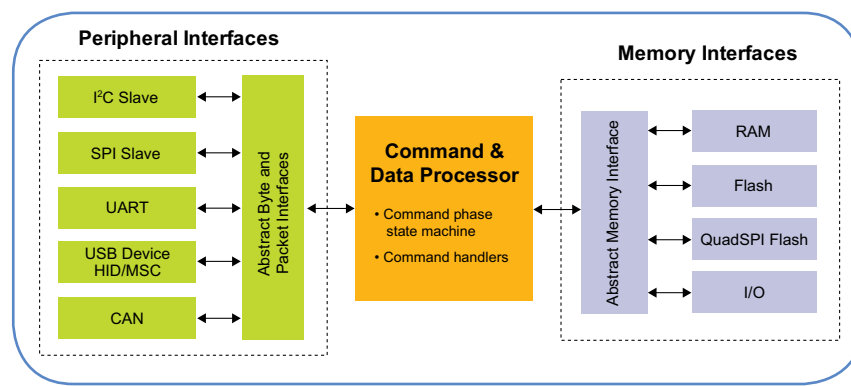 Peripheral Interfaces
I²C Slave
SPI Slave
UART
USB Device
HID/MSC
CAN
Abstract Byte and
Packet Interfaces
Command &
Data Processor
• Command phase
state machine
• Command handlers
Memory Interfaces
Abstract Memory Interface
RAM
Flash
QuadSPI Flash
I/O